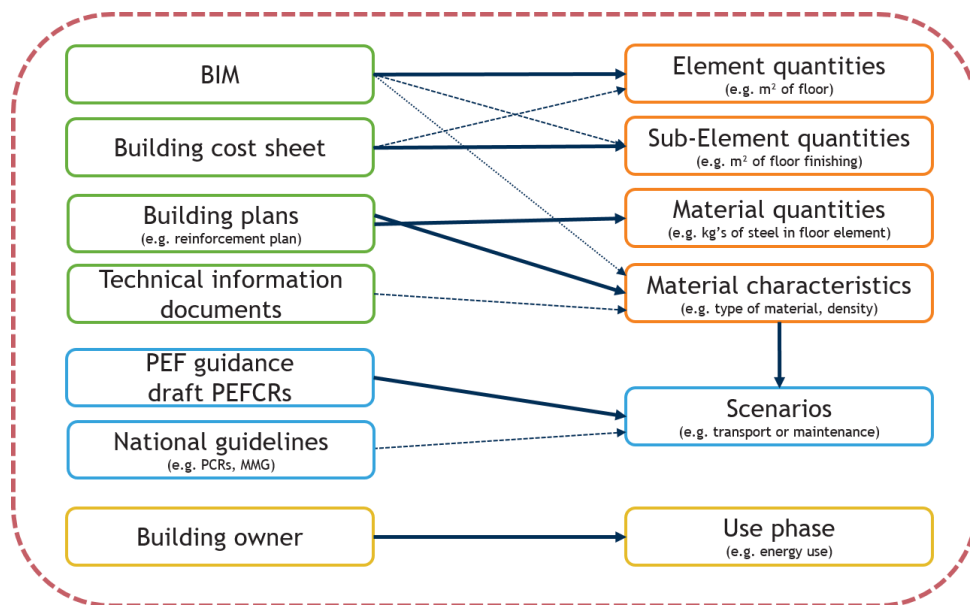 BIM
Element quantities
(e.g. m² of floor)
Building cost sheet
Sub-Element quantities
(e.g. m² of floor finishing)
Building plans
(e.g. reinforcement plan)
Material quantities
(e.g. kg's of steel in floor element)
Technical information
documents
Material characteristics
(e.g. type of material, density)
PEF guidance
draft PEFCRs
Scenarios
(e.g. transport or maintenance)
National guidelines
(e.g. PCRs, MMG)
Building owner
Use phase
(e.g. energy use)